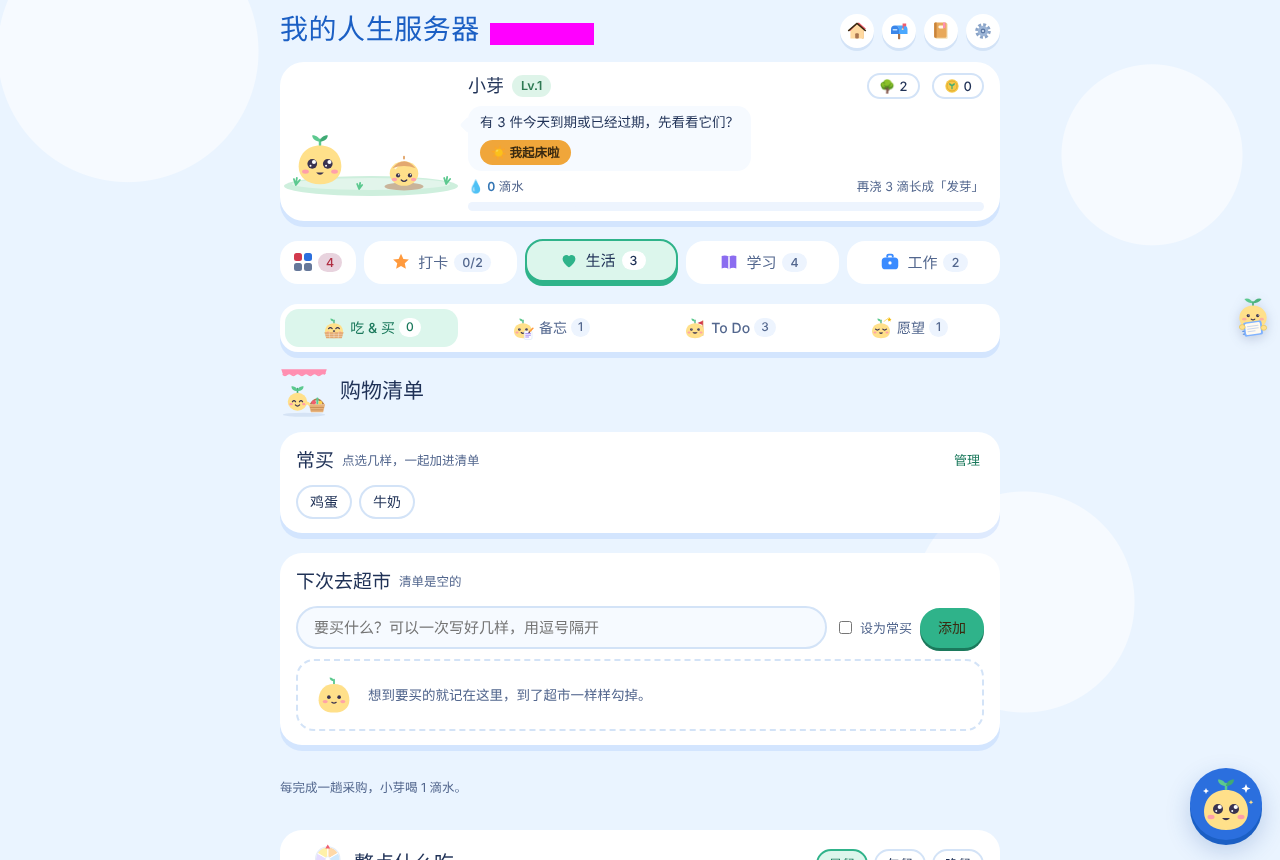 我的人生服务器
小芽 Lv.1 2 0
有 3 件今天到期或已经过期，先看看它们？
我起床啦
0 滴水 再浇 3 滴长成「发芽」
4 打卡 0/2 生活 3 学习 4 工作 2
吃 & 买 0 备忘 1 To Do 3 愿望 1
购物清单
常买 点选几样，一起加进清单 管理
鸡蛋 牛奶
下次去超市 清单是空的
要买什么？可以一次写好几样，用逗号隔开 设为常买 添加
想到要买的就记在这里，到了超市一样样勾掉。
每完成一趟采购，小芽喝 1 滴水。